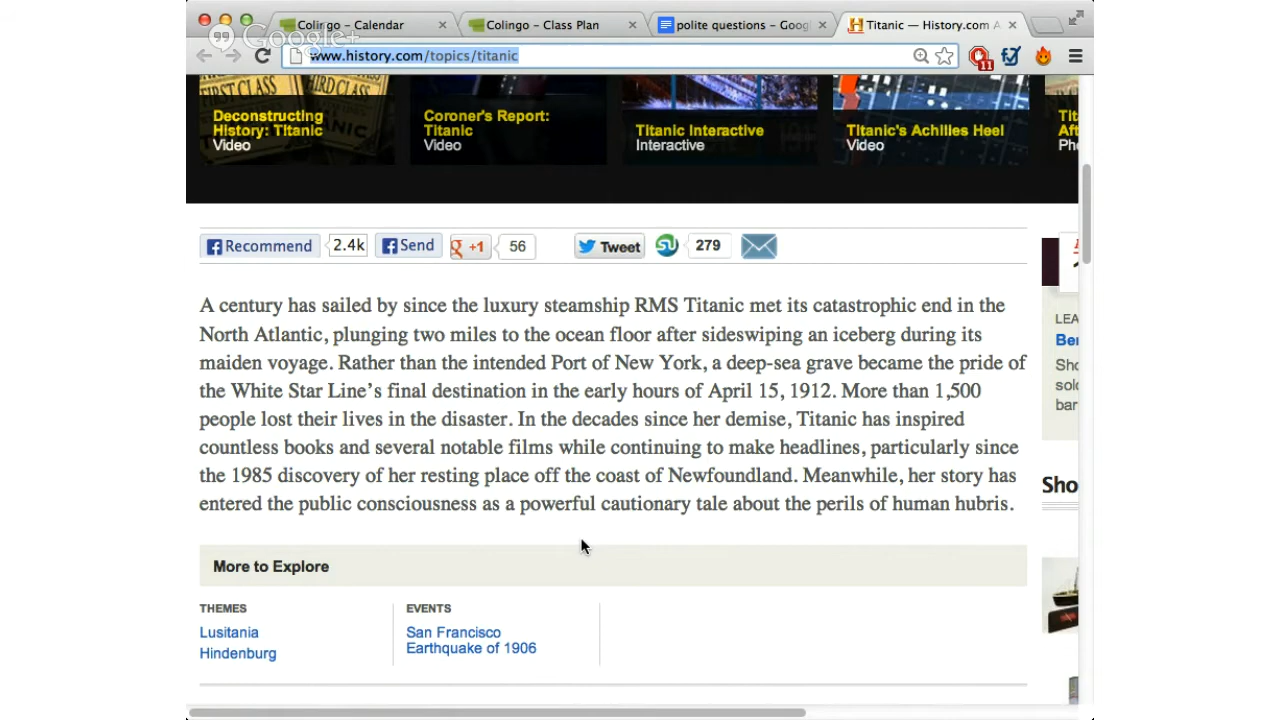 Colingo – Calendar
Colingo – Class Plan
polite questions – Goog
Titanic — History.com A
Google+
www.history.com/topics/titanic
11
FIRST CLASS
THIRD CLASS
Deconstructing
History: Titanic
Video
Coroner's Report:
Titanic
Video
Titanic Interactive
Interactive
Titanic's Achilles Heel
Video
Tit
Aft
Pho
Recommend 2.4k Send +1 56 Tweet 279
A century has sailed by since the luxury steamship RMS Titanic met its catastrophic end in the
North Atlantic, plunging two miles to the ocean floor after sideswiping an iceberg during its
maiden voyage. Rather than the intended Port of New York, a deep-sea grave became the pride of
the White Star Line's final destination in the early hours of April 15, 1912. More than 1,500
people lost their lives in the disaster. In the decades since her demise, Titanic has inspired
countless books and several notable films while continuing to make headlines, particularly since
the 1985 discovery of her resting place off the coast of Newfoundland. Meanwhile, her story has
entered the public consciousness as a powerful cautionary tale about the perils of human hubris.
More to Explore
THEMES
Lusitania
Hindenburg
EVENTS
San Francisco
Earthquake of 1906
LEA
Ben
Sho
solo
bar
Sho